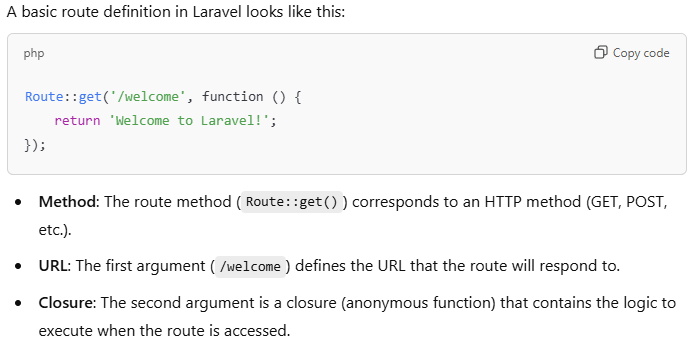 A basic route definition in Laravel looks like this:
php
Copy code
Route::get('/welcome', function () {
    return 'Welcome to Laravel!';
});
• Method: The route method ( Route::get() ) corresponds to an HTTP method (GET, POST,
etc.).
• URL: The first argument ( /welcome ) defines the URL that the route will respond to.
• Closure: The second argument is a closure (anonymous function) that contains the logic to
execute when the route is accessed.